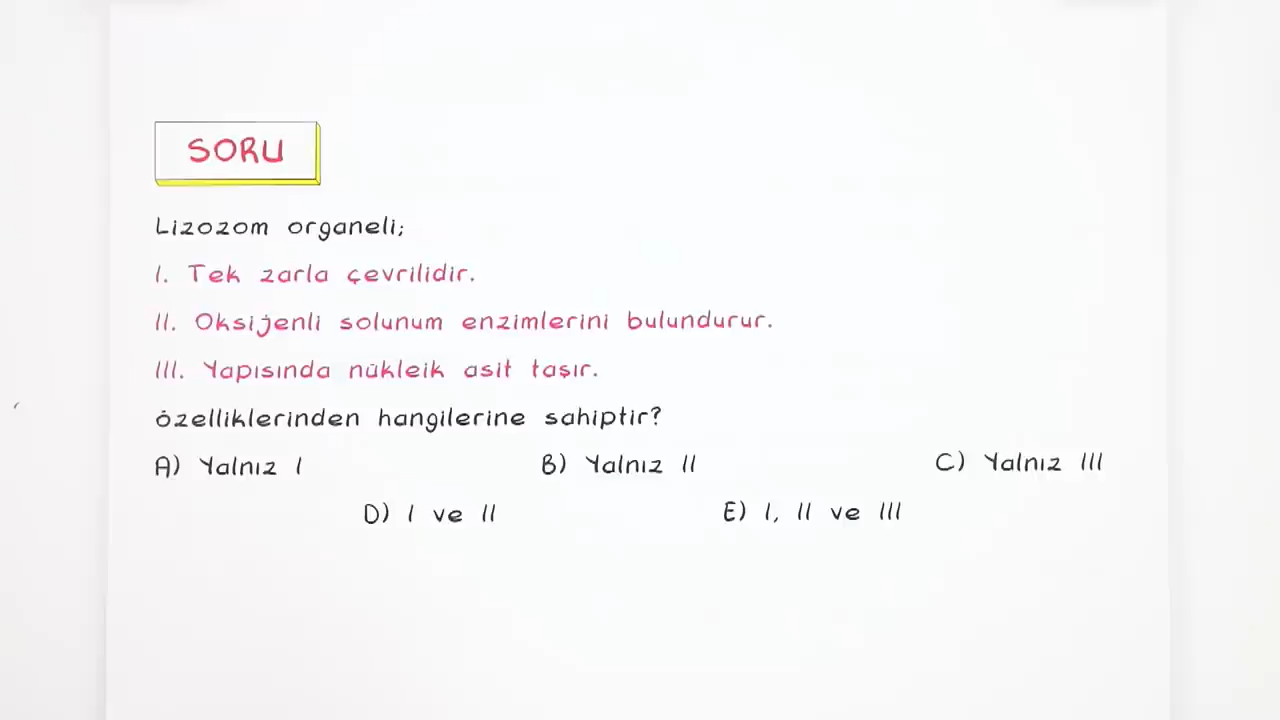 SORU
Lizozom organeli;
I. Tek zarla çevrilidir.
II. Oksijenli solunum enzimlerini bulundurur.
III. Yapısında nükleik asit taşır.
özelliklerinden hangilerine sahiptir?
A) Yalnız I B) Yalnız II C) Yalnız III
D) I ve II E) I, II ve III